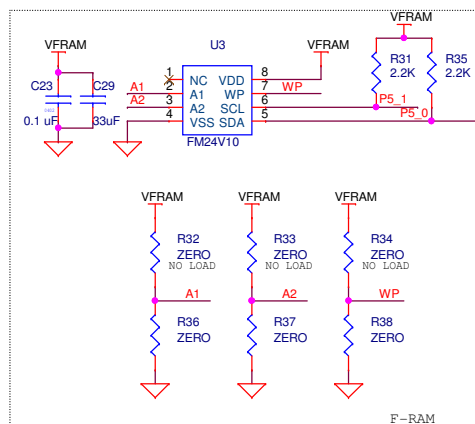 VFRAM
VFRAM
VFRAM
U3
C23
C29
0.1 uF
33uF
R31
2.2K
R35
2.2K
1
2
3
4
NC
A1
A2
VSS
VDD
WP
SCL
SDA
8
7
6
5
A1
A2
WP
P5_1
P5_0
FM24V10
VFRAM
VFRAM
VFRAM
R32
ZERO
NO LOAD
R33
ZERO
NO LOAD
R34
ZERO
NO LOAD
A1
A2
WP
R36
ZERO
R37
ZERO
R38
ZERO
F-RAM